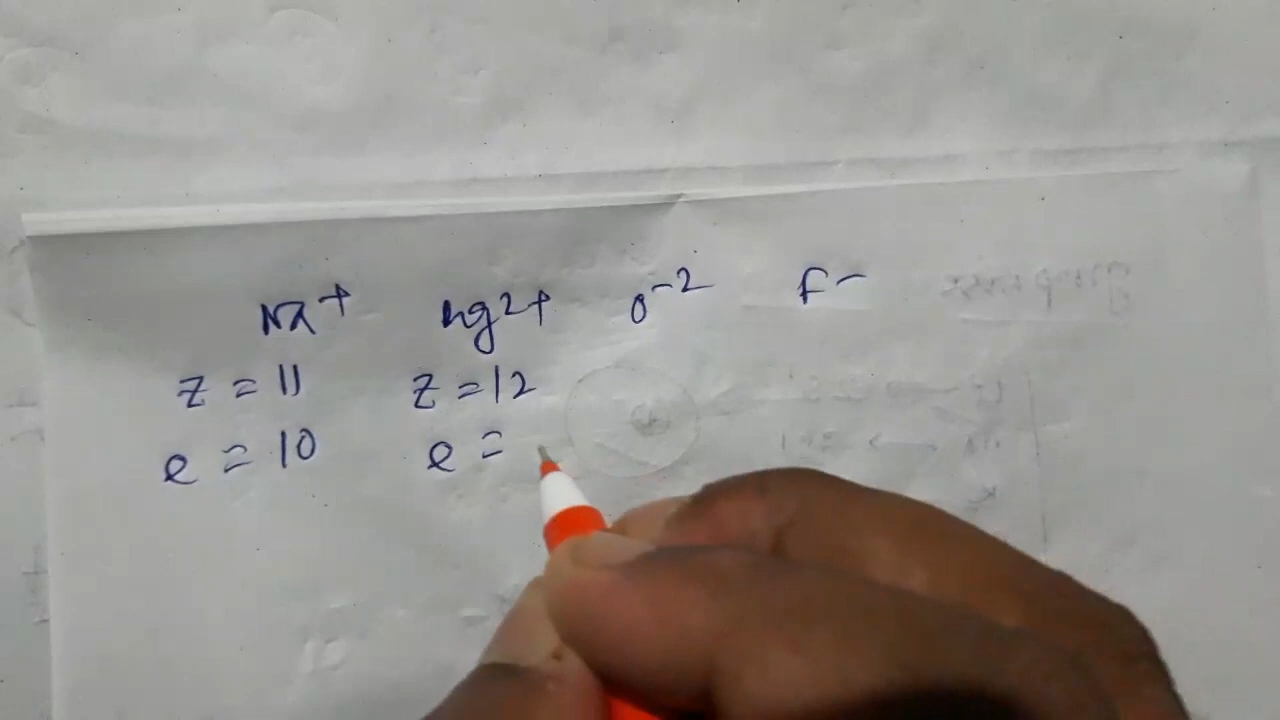 Na+ Mg2+ O-2 F-
Z = 11 Z = 12
e = 10 e =